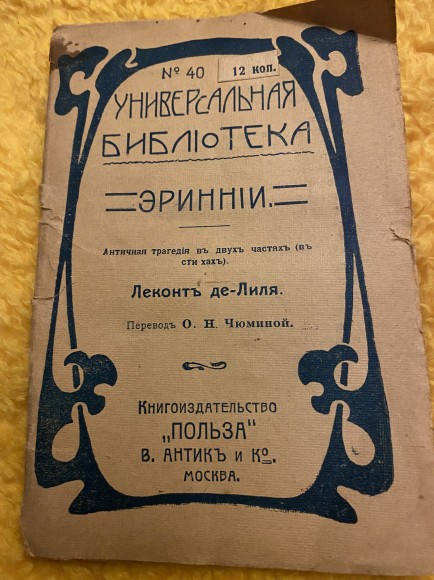 № 40 12 коп.
УНИВЕРСАЛЬНАЯ
БИБЛІОТЕКА
ЭРИННІИ.
Античная трагедія въ двухъ частяхъ (въ
сти хахъ).
Леконтъ де-Лиля.
Переводъ О. Н. Чюминой.
Книгоиздательство
„ПОЛЬЗА"
В. АНТИКЪ и Ко.
МОСКВА.